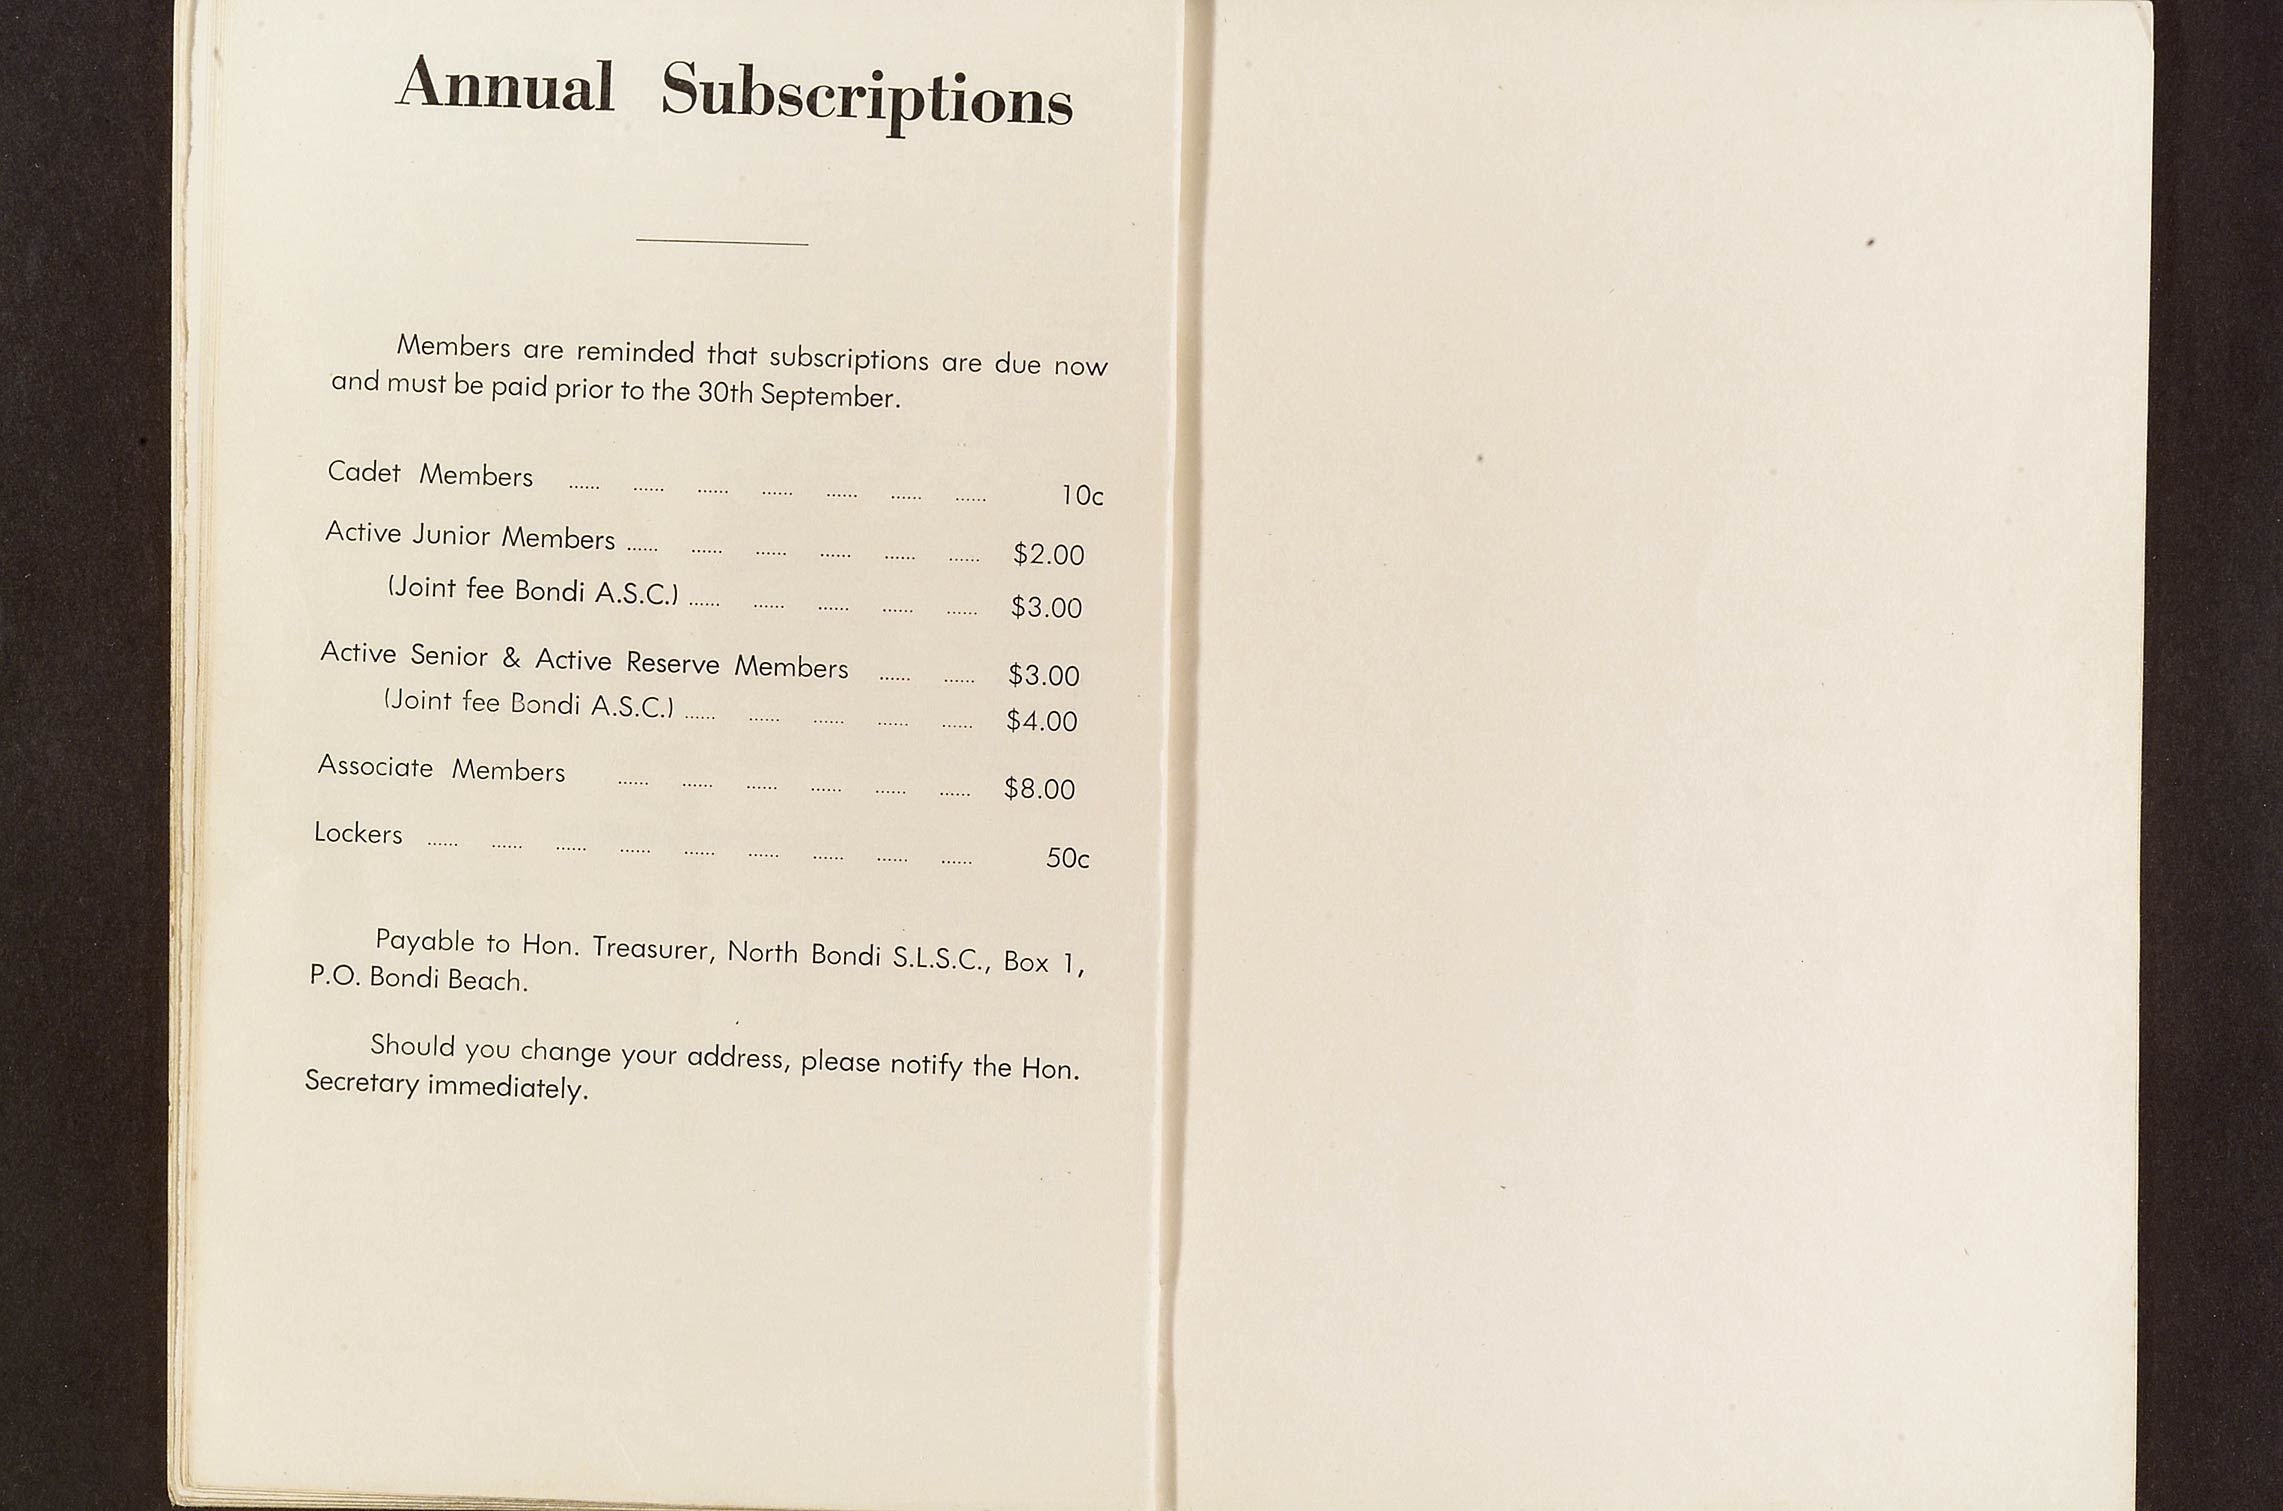 Annual Subscriptions
Members are reminded that subscriptions are due now
and must be paid prior to the 30th September.
Cadet Members ...... ...... ...... ...... ...... ...... ...... 10c
Active Junior Members ...... ...... ...... ...... ...... ...... $2.00
(Joint fee Bondi A.S.C.) ...... ...... ...... ...... ...... $3.00
Active Senior & Active Reserve Members ...... ...... $3.00
(Joint fee Bondi A.S.C.) ...... ...... ...... ...... ...... $4.00
Associate Members ...... ...... ...... ...... ...... ...... $8.00
Lockers ...... ...... ...... ...... ...... ...... ...... ...... ...... 50c
Payable to Hon. Treasurer, North Bondi S.L.S.C., Box 1,
P.O. Bondi Beach.
Should you change your address, please notify the Hon.
Secretary immediately.